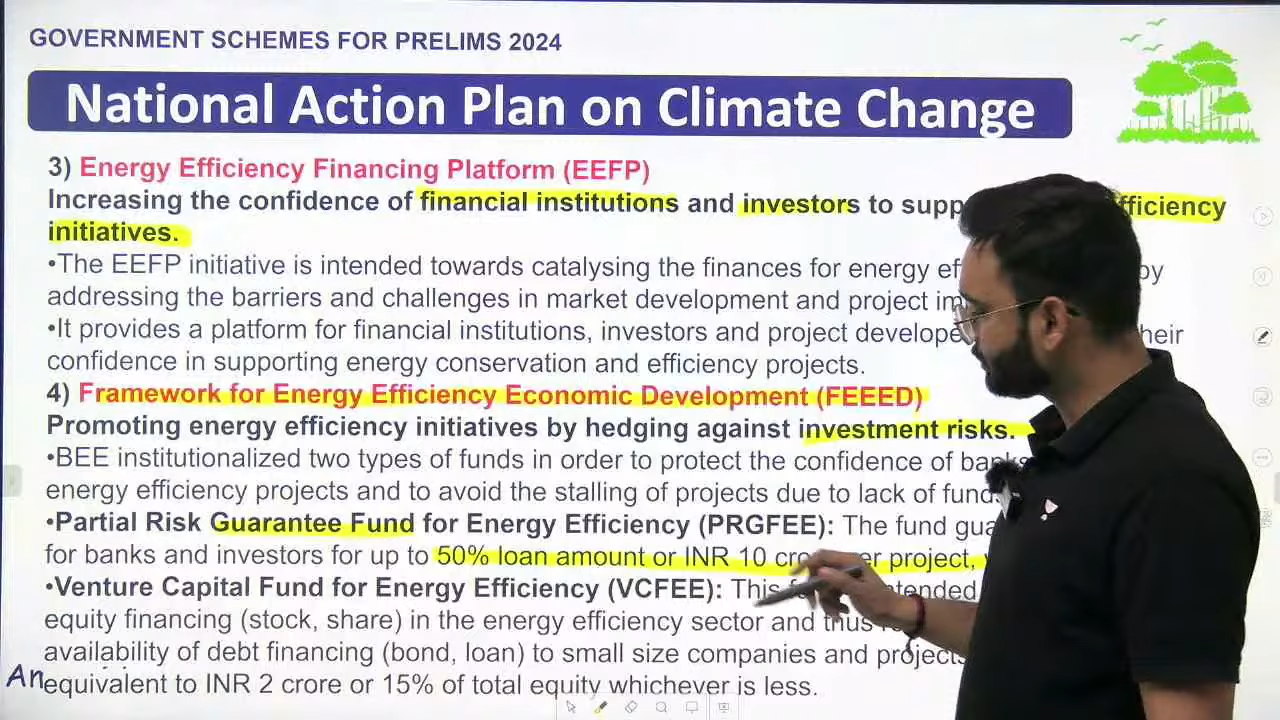 GOVERNMENT SCHEMES FOR PRELIMS 2024
National Action Plan on Climate Change
3) Energy Efficiency Financing Platform (EEFP)
Increasing the confidence of financial institutions and investors to supp fficiency
initiatives.
•The EEFP initiative is intended towards catalysing the finances for energy ef by
addressing the barriers and challenges in market development and project im
•It provides a platform for financial institutions, investors and project develope heir
confidence in supporting energy conservation and efficiency projects.
4) Framework for Energy Efficiency Economic Development (FEEED)
Promoting energy efficiency initiatives by hedging against investment risks.
•BEE institutionalized two types of funds in order to protect the confidence of banks
energy efficiency projects and to avoid the stalling of projects due to lack of fund
•Partial Risk Guarantee Fund for Energy Efficiency (PRGFEE): The fund gua
for banks and investors for up to 50% loan amount or INR 10 cro er project,
•Venture Capital Fund for Energy Efficiency (VCFEE): This intended
equity financing (stock, share) in the energy efficiency sector and thus
availability of debt financing (bond, loan) to small size companies and projects
An
equivalent to INR 2 crore or 15% of total equity whichever is less.